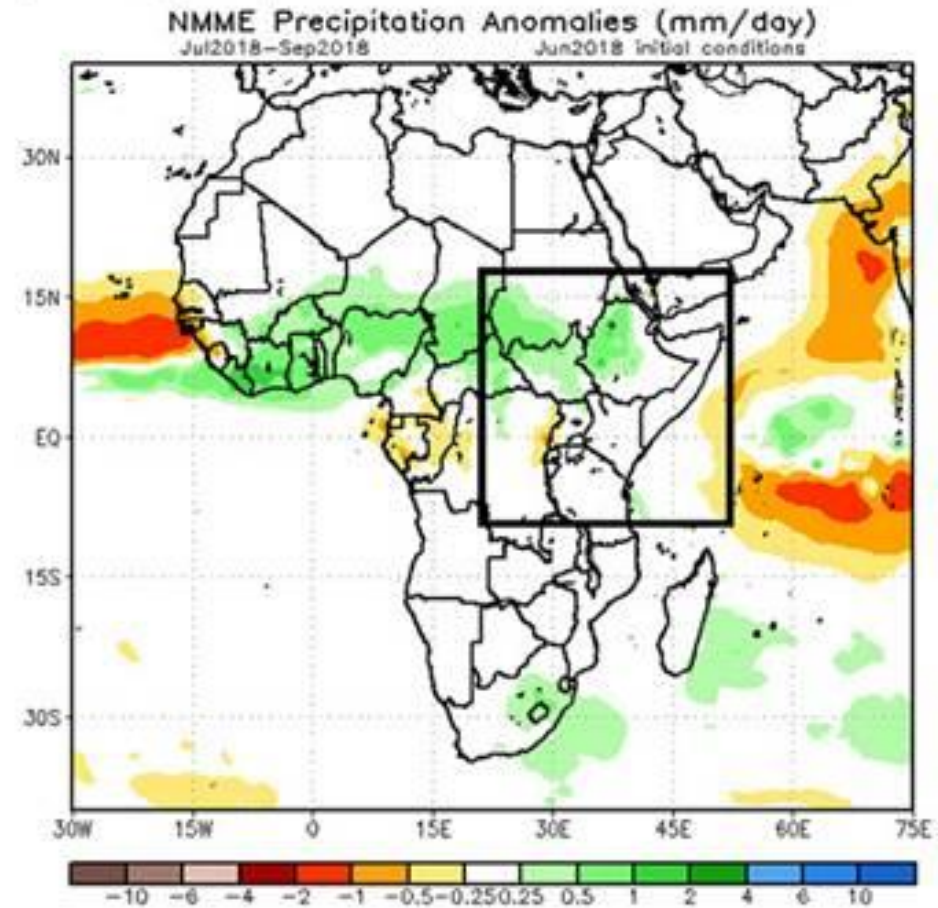 NMME Precipitation Anomalies (mm/day)
Jul2018-Sep2018 Jun2018 initial conditions
30N
15N
EQ
15S
30S
30W 15W 0 15E 30E 45E 60E 75E
-10 -6 -4 -2 -1 -0.5 -0.25 0.25 0.5 1 2 4 6 10